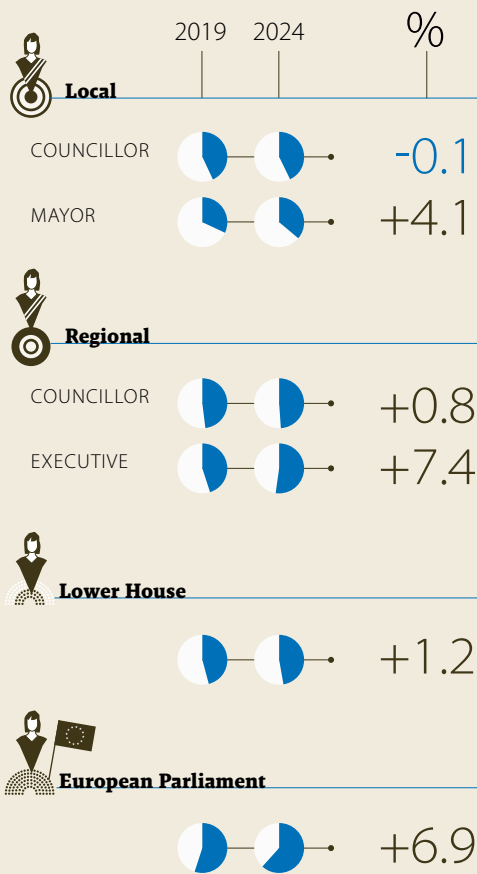 2019 2024 %
Local
COUNCILLOR -0.1
MAYOR +4.1
Regional
COUNCILLOR +0.8
EXECUTIVE +7.4
Lower House
+1.2
European Parliament
+6.9